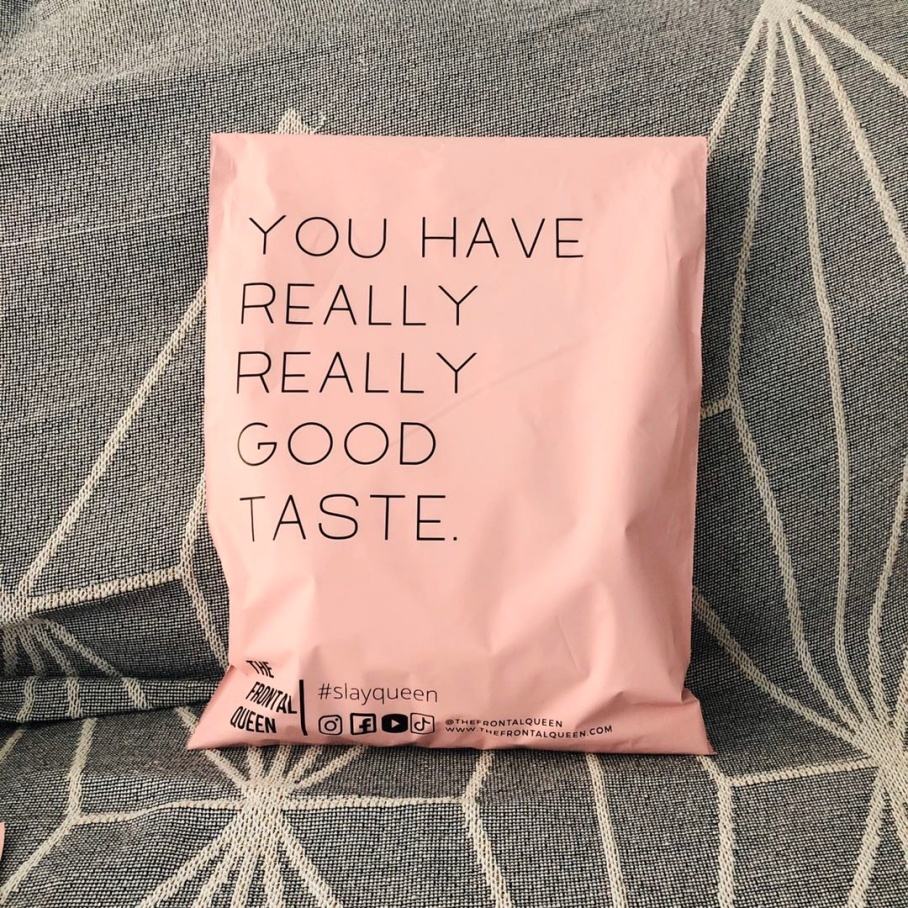 YOU HAVE
REALLY
REALLY
GOOD
TASTE.
THE
FRONTAL
QUEEN
#slayqueen
@THEFRONTALQUEEN
WWW.THEFRONTALQUEEN.COM